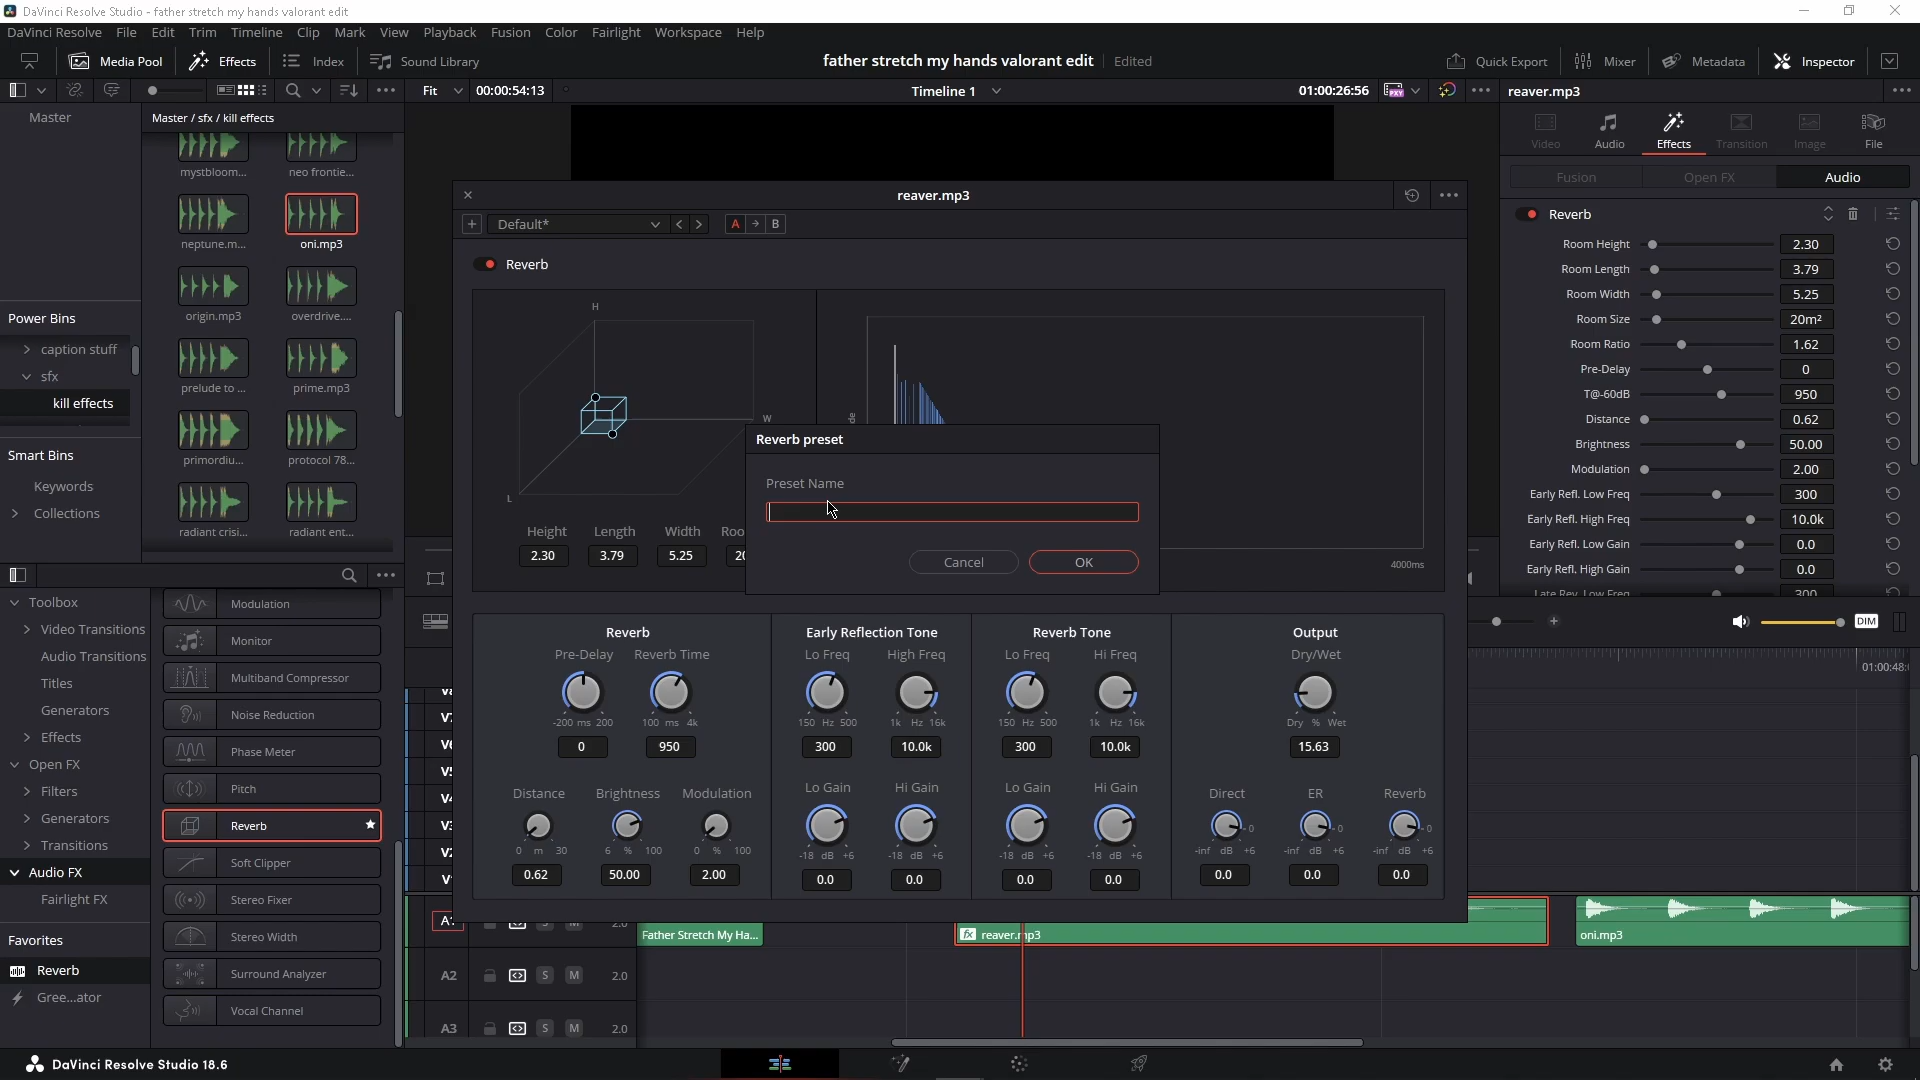 DaVinci Resolve Studio - father stretch my hands valorant edit
DaVinci Resolve File Edit Trim Timeline Clip Mark View Playback Fusion Color Fairlight Workspace Help
Media Pool Effects Index Sound Library father stretch my hands valorant edit Edited Quick Export Mixer Metadata Inspector
Fit 00:00:54:13 Timeline 1 01:00:26:56 PXY reaver.mp3
Master
Master / sfx / kill effects
mystbloom... neo frontie...
neptune.m... oni.mp3
origin.mp3 overdrive....
prelude to ... prime.mp3
primordiu... protocol 78...
radiant crisi... radiant ent...
Power Bins
caption stuff
sfx
kill effects
Smart Bins
Keywords
Collections
Toolbox
Video Transitions
Audio Transitions
Titles
Generators
Effects
Open FX
Filters
Generators
Transitions
Audio FX
Fairlight FX
Favorites
Reverb
Gree...ator
Modulation
Monitor
Multiband Compressor
Noise Reduction
Phase Meter
Pitch
Reverb
Soft Clipper
Stereo Fixer
Stereo Width
Surround Analyzer
Vocal Channel
reaver.mp3
Default* A B
Reverb
H
W
L
Height Length Width Roo
2.30 3.79 5.25 20
4000ms
Reverb preset
Preset Name
Cancel OK
Reverb
Pre-Delay Reverb Time
-200 ms 200 100 ms 4k
0 950
Distance Brightness Modulation
0 m 30 6 % 100 0 % 100
0.62 50.00 2.00
Early Reflection Tone
Lo Freq High Freq
150 Hz 500 1k Hz 16k
300 10.0k
Lo Gain Hi Gain
-18 dB +6 -18 dB +6
0.0 0.0
Reverb Tone
Lo Freq Hi Freq
150 Hz 500 1k Hz 16k
300 10.0k
Lo Gain Hi Gain
-18 dB +6 -18 dB +6
0.0 0.0
Output
Dry/Wet
Dry % Wet
15.63
Direct ER Reverb
0 0 0
-inf dB +6 -inf dB +6 -inf dB +6
0.0 0.0 0.0
Video Audio Effects Transition Image File
Fusion Open FX Audio
Reverb
Room Height 2.30
Room Length 3.79
Room Width 5.25
Room Size 20m²
Room Ratio 1.62
Pre-Delay 0
T@-60dB 950
Distance 0.62
Brightness 50.00
Modulation 2.00
Early Refl. Low Freq 300
Early Refl. High Freq 10.0k
Early Refl. Low Gain 0.0
Early Refl. High Gain 0.0
Late Rev. Low Freq 300
DIM
01:00:48:
S M 2.0
Father Stretch My Ha... fx reaver.mp3 oni.mp3
A2 S M 2.0
A3 S M 2.0
DaVinci Resolve Studio 18.6